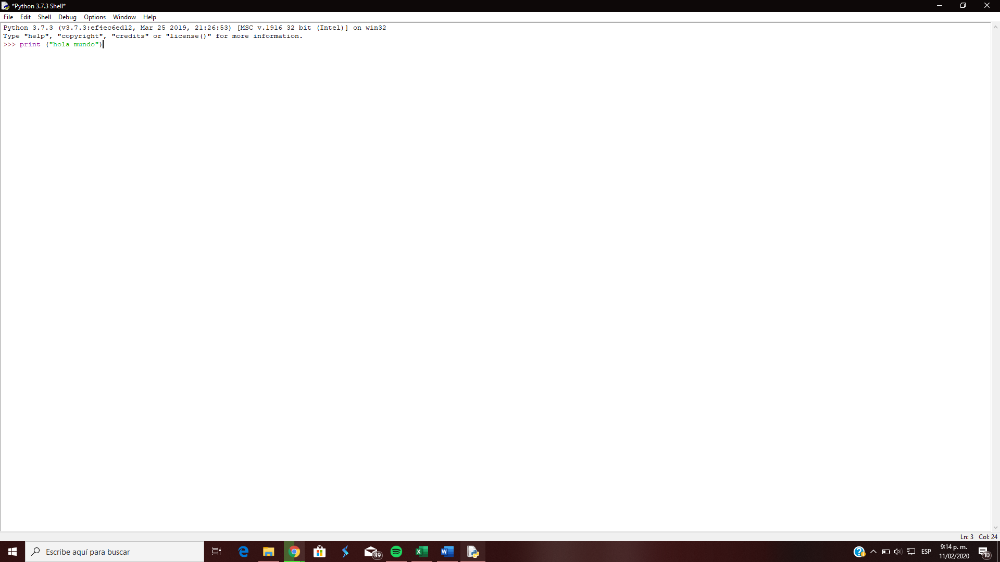 *Python 3.7.3 Shell*
File Edit Shell Debug Options Window Help
Python 3.7.3 (v3.7.3:ef4ec6ed12, Mar 25 2019, 21:26:53) [MSC v.1916 32 bit (Intel)] on win32
Type "help", "copyright", "credits" or "license()" for more information.
>>> print ("hola mundo")
Ln: 3 Col: 24
Escribe aquí para buscar
39
ESP
9:14 p. m.
11/02/2020
10